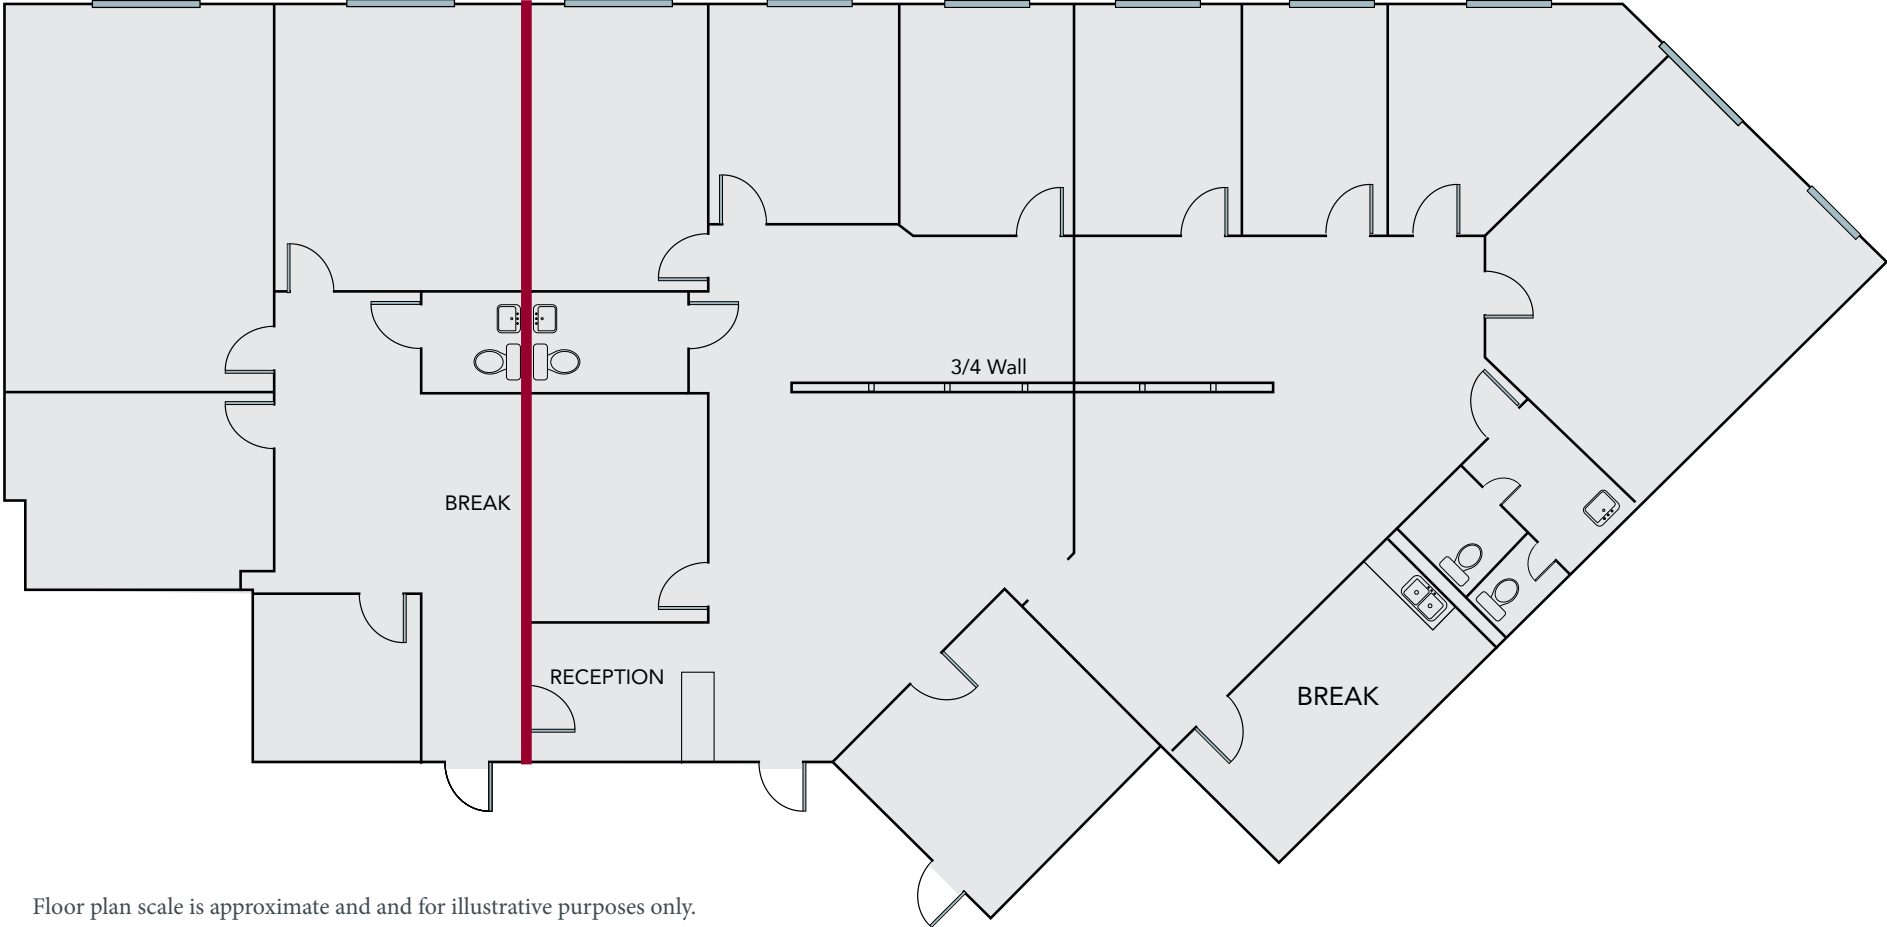 3/4 Wall
BREAK
RECEPTION
BREAK
Floor plan scale is approximate and and for illustrative purposes only.